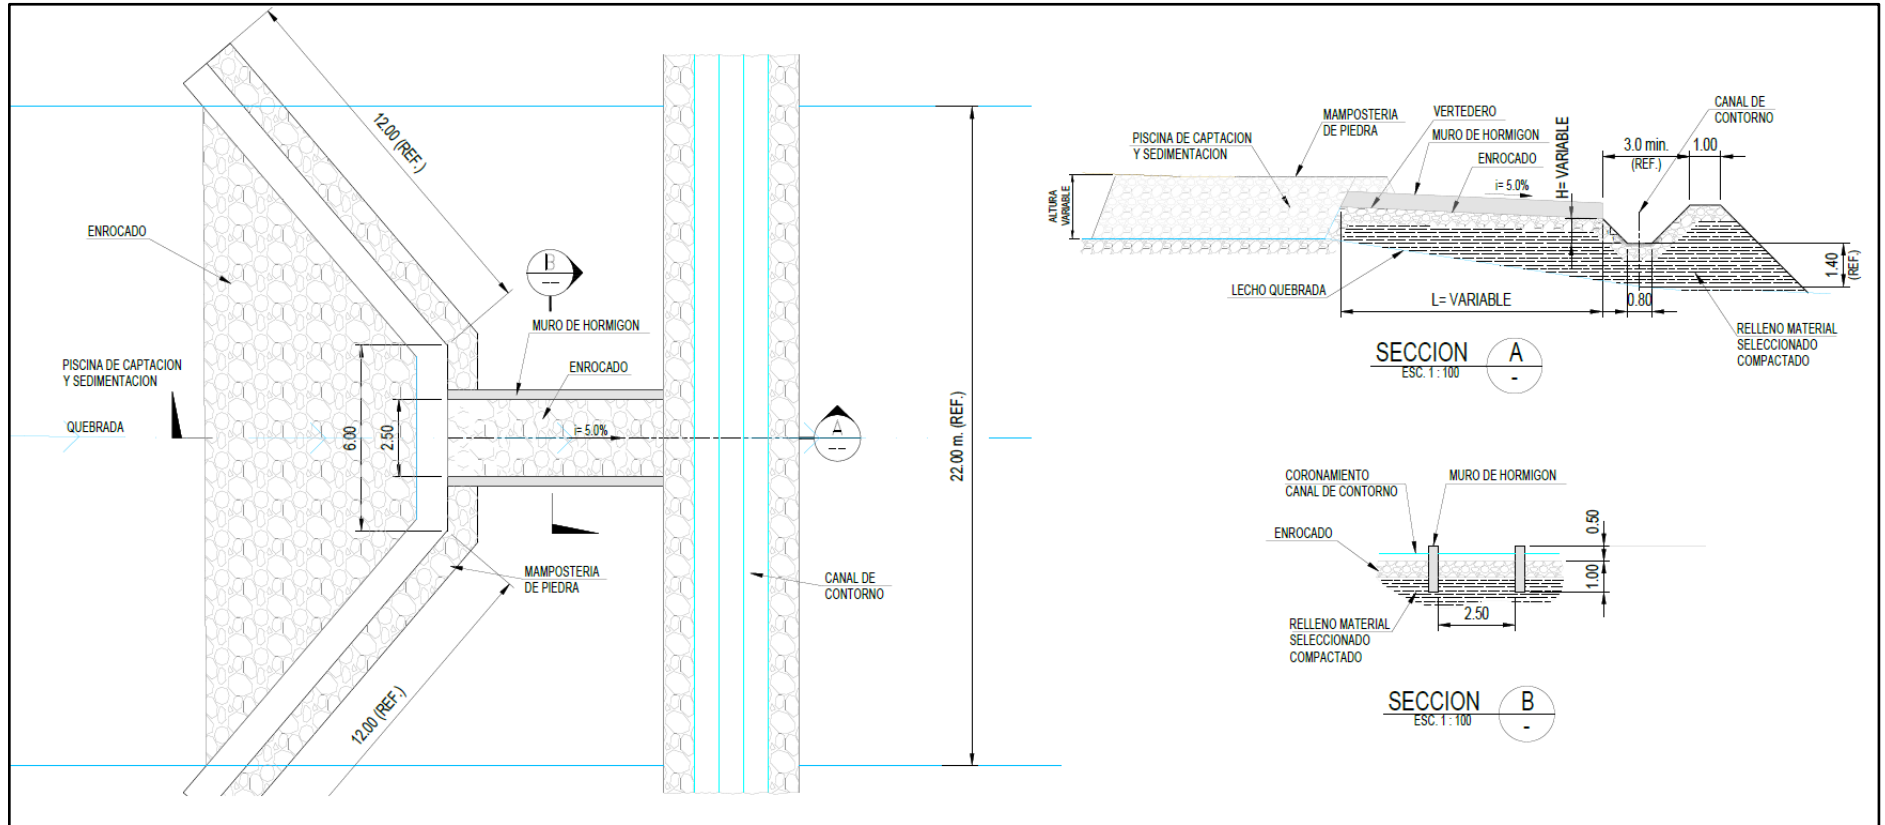 12.00 (REF.)
ENROCADO
B
--
MURO DE HORMIGON
ENROCADO
PISCINA DE CAPTACION
Y SEDIMENTACION
QUEBRADA
6.00
2.50
i= 5.0%
A
--
22.00 m. (REF.)
MAMPOSTERIA
DE PIEDRA
CANAL DE
CONTORNO
12.00 (REF.)
PISCINA DE CAPTACION
Y SEDIMENTACION
MAMPOSTERIA
DE PIEDRA
VERTEDERO
MURO DE HORMIGON
ENROCADO
i= 5.0%
H= VARIABLE
3.0 min.
(REF.)
1.00
CANAL DE
CONTORNO
ALTURA
VARIABLE
LECHO QUEBRADA
L= VARIABLE
0.80
1.40
(REF.)
RELLENO MATERIAL
SELECCIONADO
COMPACTADO
SECCION A
ESC. 1 : 100 -
CORONAMIENTO
CANAL DE CONTORNO
MURO DE HORMIGON
ENROCADO
0.50
1.00
2.50
RELLENO MATERIAL
SELECCIONADO
COMPACTADO
SECCION B
ESC. 1 : 100 -